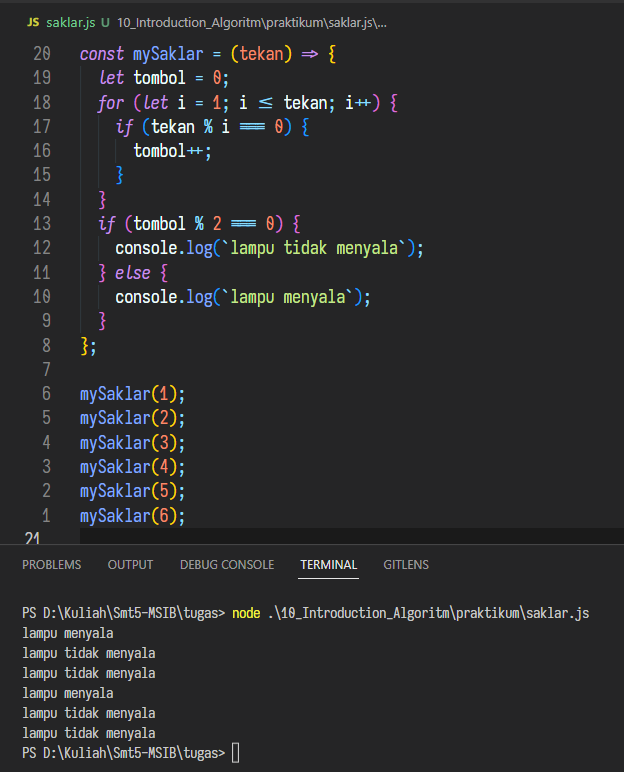 JS saklar.js U 10_Introduction_Algoritm\praktikum\saklar.js\...
20 const mySaklar = (tekan) => {
19 let tombol = 0;
18 for (let i = 1; i <= tekan; i++) {
17 if (tekan % i === 0) {
16 tombol++;
15 }
14 }
13 if (tombol % 2 === 0) {
12 console.log(`lampu tidak menyala`);
11 } else {
10 console.log(`lampu menyala`);
9 }
8 };
7
6 mySaklar(1);
5 mySaklar(2);
4 mySaklar(3);
3 mySaklar(4);
2 mySaklar(5);
1 mySaklar(6);
21
PROBLEMS OUTPUT DEBUG CONSOLE TERMINAL GITLENS
PS D:\Kuliah\Smt5-MSIB\tugas> node .\10_Introduction_Algoritm\praktikum\saklar.js
lampu menyala
lampu tidak menyala
lampu tidak menyala
lampu menyala
lampu tidak menyala
lampu tidak menyala
PS D:\Kuliah\Smt5-MSIB\tugas>